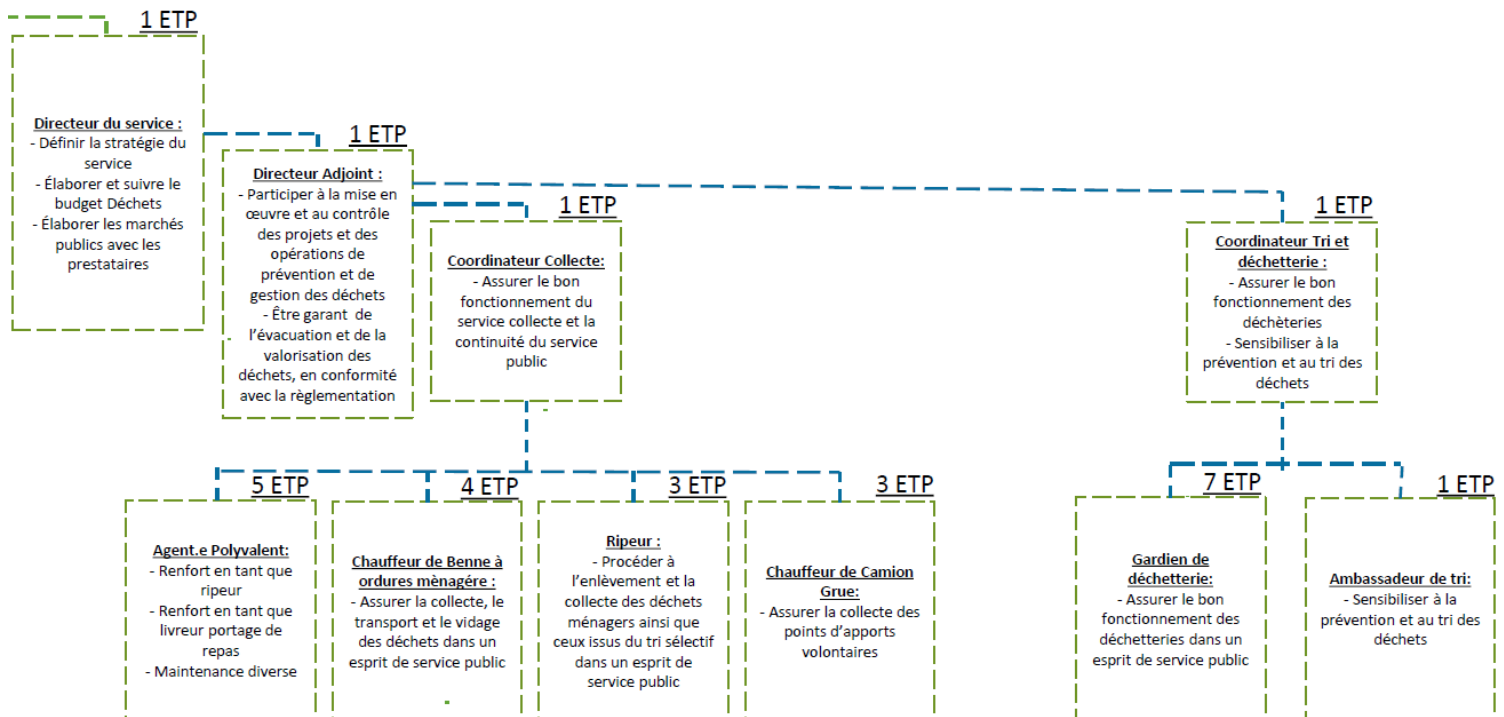 1 ETP
Directeur du service :
- Définir la stratégie du
service
- Élaborer et suivre le
budget Déchets
- Élaborer les marchés
publics avec les
prestataires
1 ETP
Directeur Adjoint :
- Participer à la mise en
œuvre et au contrôle
des projets et des
opérations de
prévention et de
gestion des déchets
- Être garant de
l’évacuation et de la
valorisation des
déchets, en conformité
avec la règlementation
1 ETP
Coordinateur Collecte:
- Assurer le bon
fonctionnement du
service collecte et la
continuité du service
public
1 ETP
Coordinateur Tri et
déchetterie :
- Assurer le bon
fonctionnement des
déchèteries
- Sensibiliser à la
prévention et au tri des
déchets
5 ETP
Agent.e Polyvalent:
- Renfort en tant que
ripeur
- Renfort en tant que
livreur portage de
repas
- Maintenance diverse
4 ETP
Chauffeur de Benne à
ordures mènagére :
- Assurer la collecte, le
transport et le vidage
des déchets dans un
esprit de service public
3 ETP
Ripeur :
- Procéder à
l’enlèvement et la
collecte des déchets
ménagers ainsi que
ceux issus du tri sélectif
dans un esprit de
service public
3 ETP
Chauffeur de Camion
Grue:
- Assurer la collecte des
points d’apports
volontaires
7 ETP
Gardien de
déchetterie:
- Assurer le bon
fonctionnement des
déchetteries dans un
esprit de service public
1 ETP
Ambassadeur de tri:
- Sensibiliser à la
prévention et au tri des
déchets